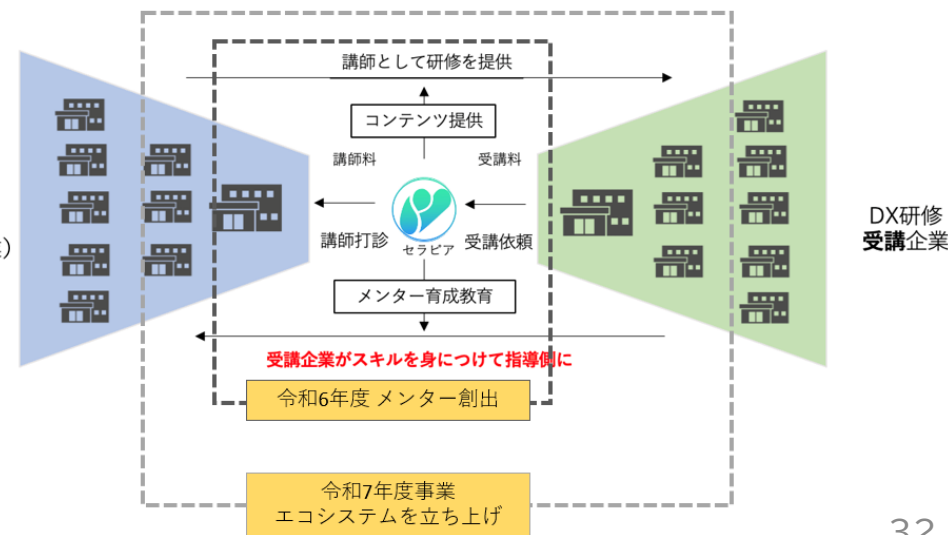 講師として研修を提供
コンテンツ提供
講師料
受講料
講師打診
セラピア
受講依頼
メンター育成教育
受講企業がスキルを身につけて指導側に
令和6年度 メンター創出
令和7年度事業
エコシステムを立ち上げ
DX研修
受講企業
32